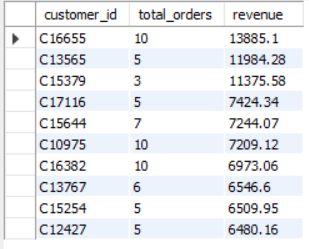 customer_id total_orders revenue
C16655 10 13885.1
C13565 5 11984.28
C15379 3 11375.58
C17116 5 7424.34
C15644 7 7244.07
C10975 10 7209.12
C16382 10 6973.06
C13767 6 6546.6
C15254 5 6509.95
C12427 5 6480.16